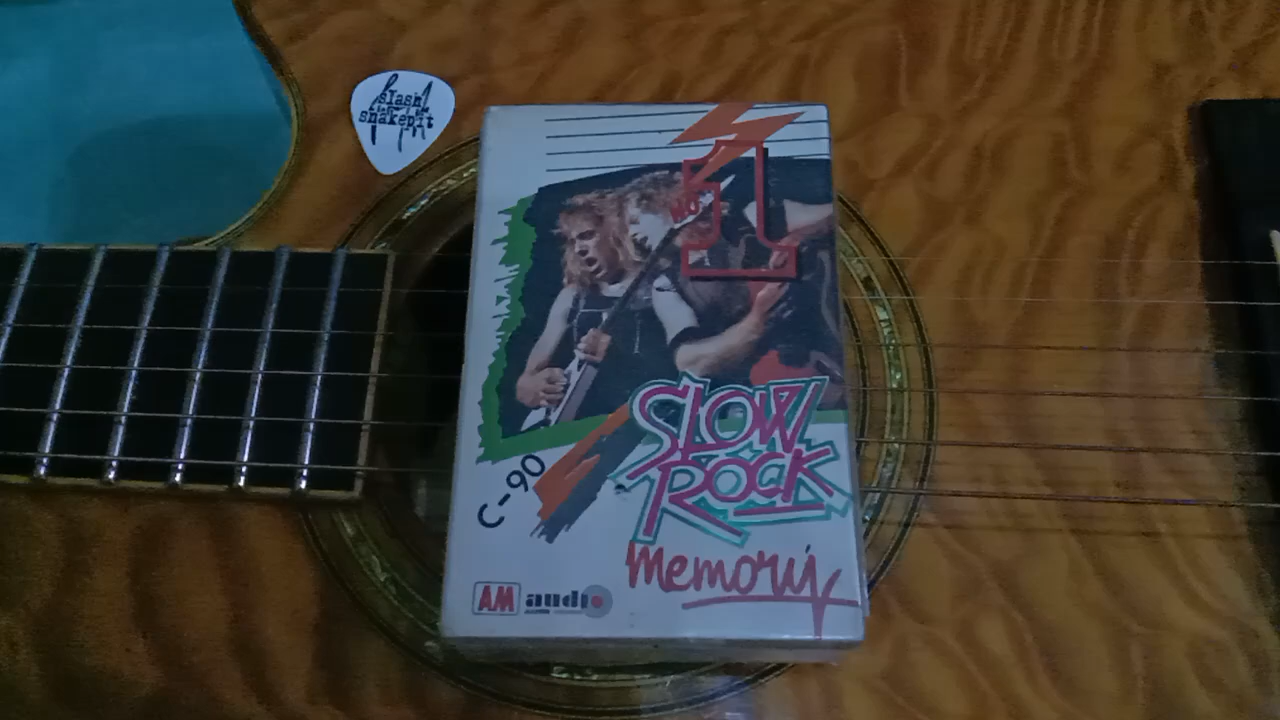 slash's
snakepit
No 1
SLOW
ROCK
memory
C-90
AM audio